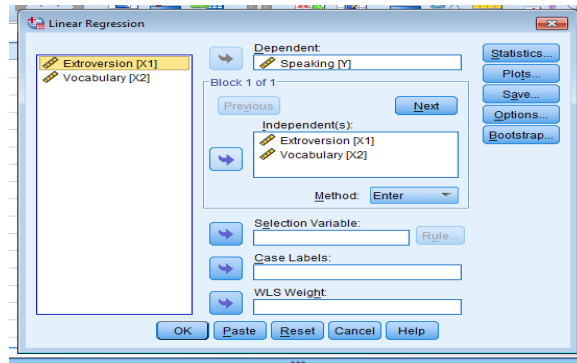 Linear Regression
Extroversion [X1]
Vocabulary [X2]
Dependent:
Speaking [Y]
Block 1 of 1
Previous
Next
Independent(s):
Extroversion [X1]
Vocabulary [X2]
Method: Enter
Selection Variable:
Rule...
Case Labels:
WLS Weight:
Statistics...
Plots...
Save...
Options...
Bootstrap...
OK Paste Reset Cancel Help